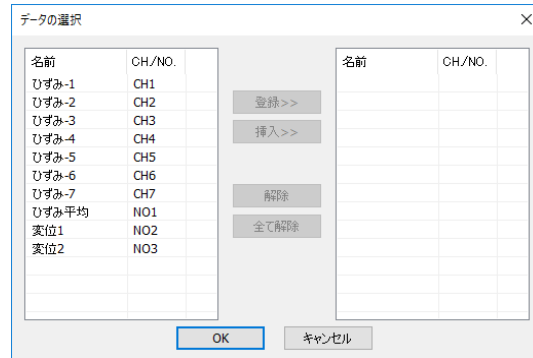 データの選択
名前 CH./NO.
ひずみ-1 CH1
ひずみ-2 CH2
ひずみ-3 CH3
ひずみ-4 CH4
ひずみ-5 CH5
ひずみ-6 CH6
ひずみ-7 CH7
ひずみ平均 NO1
変位1 NO2
変位2 NO3
登録>>
挿入>>
解除
全て解除
名前 CH./NO.
OK キャンセル